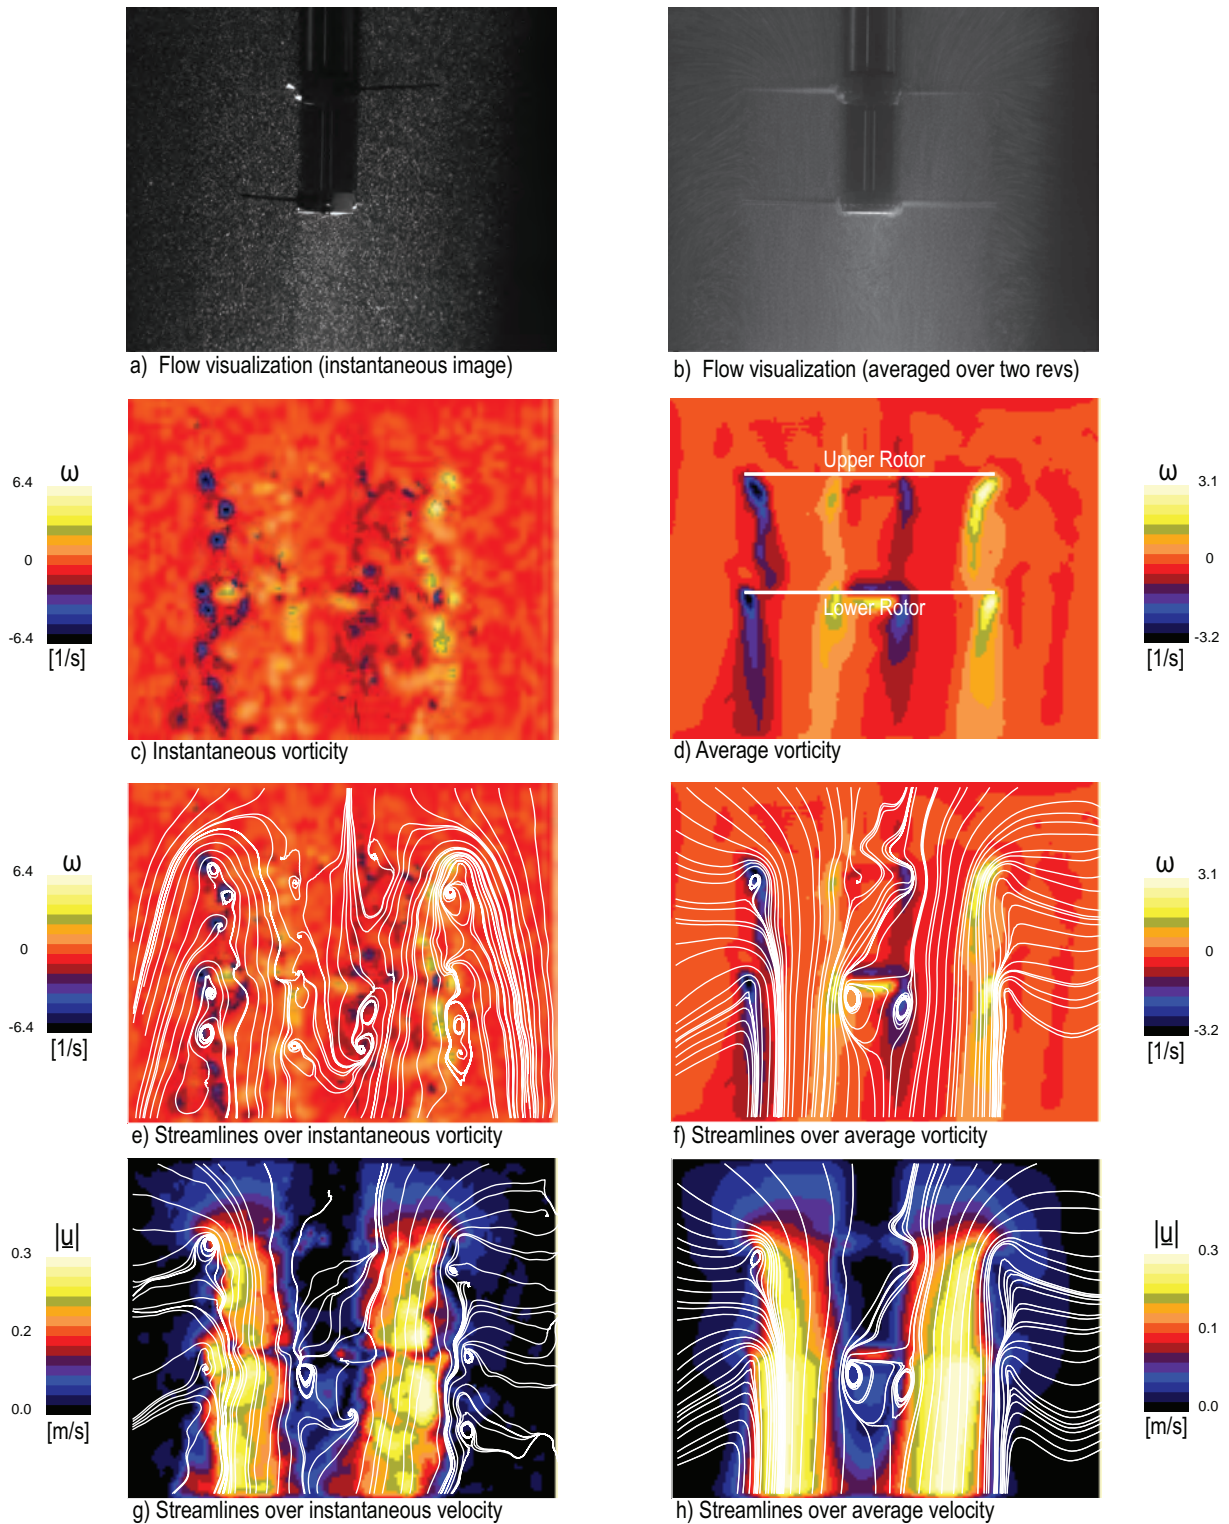 a) Flow visualization (instantaneous image)
b) Flow visualization (averaged over two revs)
ω
6.4
0
-6.4
[1/s]
c) Instantaneous vorticity
Upper Rotor
Lower Rotor
d) Average vorticity
ω
3.1
0
-3.2
[1/s]
ω
6.4
0
-6.4
[1/s]
e) Streamlines over instantaneous vorticity
f) Streamlines over average vorticity
ω
3.1
0
-3.2
[1/s]
|u|
0.3
0.2
0.0
[m/s]
g) Streamlines over instantaneous velocity
h) Streamlines over average velocity
|u|
0.3
0.1
0.0
[m/s]